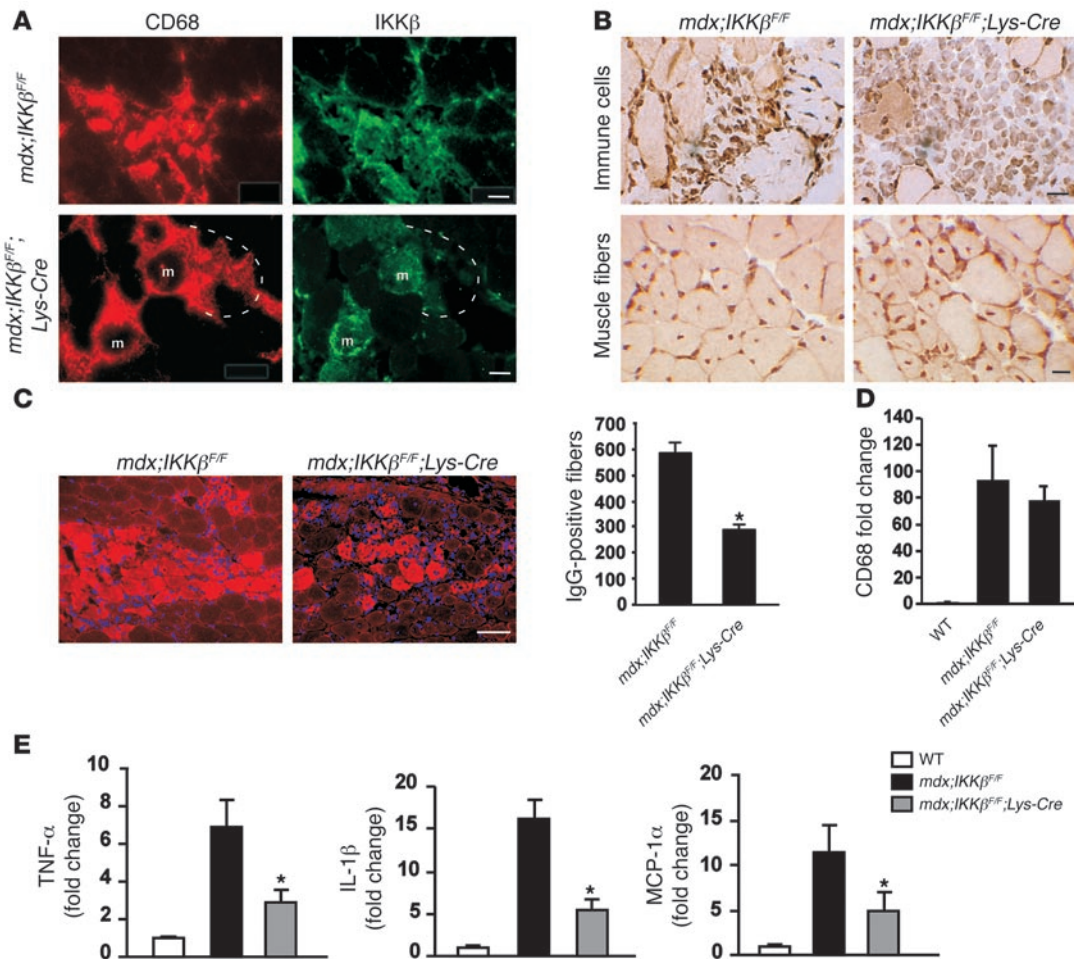 A
CD68
IKKβ
mdx;IKKβF/F
mdx;IKKβF/F;
Lys-Cre
m
m
m
m
B
mdx;IKKβF/F
mdx;IKKβF/F;Lys-Cre
Immune cells
Muscle fibers
C
mdx;IKKβF/F
mdx;IKKβF/F;Lys-Cre
IgG-positive fibers
700
600
500
400
300
200
100
0
*
mdx;IKKβF/F
mdx;IKKβF/F;Lys-Cre
D
CD68 fold change
140
120
100
80
60
40
20
0
WT
mdx;IKKβF/F
mdx;IKKβF/F;Lys-Cre
E
TNF-α
(fold change)
10
8
6
4
2
0
*
IL-1β
(fold change)
20
15
10
5
0
*
MCP-1α
(fold change)
20
15
10
5
0
*
WT
mdx;IKKβF/F
mdx;IKKβF/F;Lys-Cre